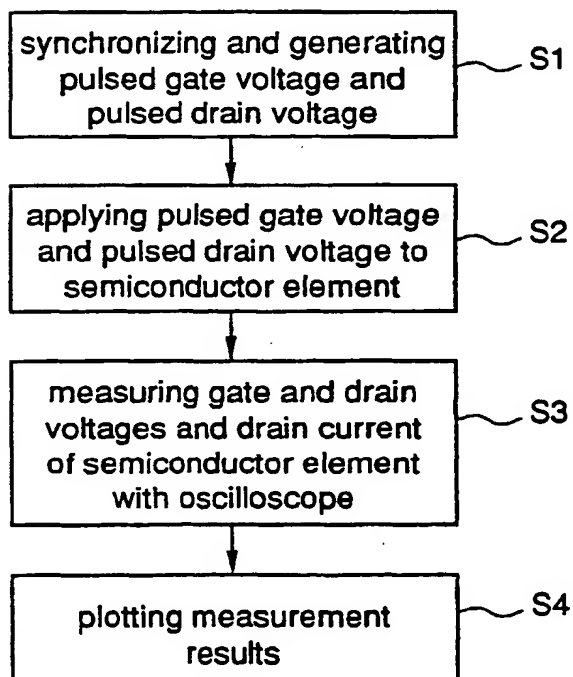 synchronizing and generating
pulsed gate voltage and
pulsed drain voltage
S1
applying pulsed gate voltage
and pulsed drain voltage to
semiconductor element
S2
measuring gate and drain
voltages and drain current
of semiconductor element
with oscilloscope
S3
plotting measurement
results
S4